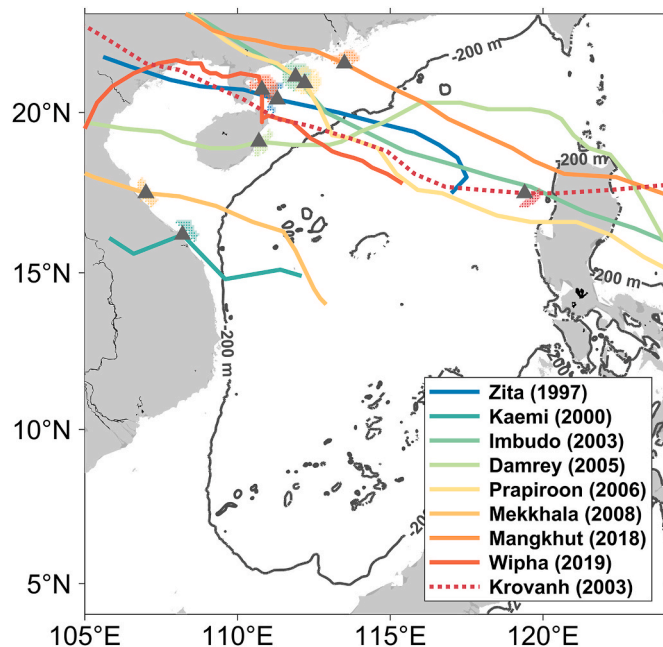 -200 m
20°N
-200 m
15°N
-200 m
-200 m
Zita (1997)
Kaemi (2000)
10°N
Imbudo (2003)
Damrey (2005)
Prapiroon (2006)
Mekkhala (2008)
-20
Mangkhut (2018)
Wipha (2019)
5°N
Krovanh (2003)
105°E
110°E
115°E
120°E